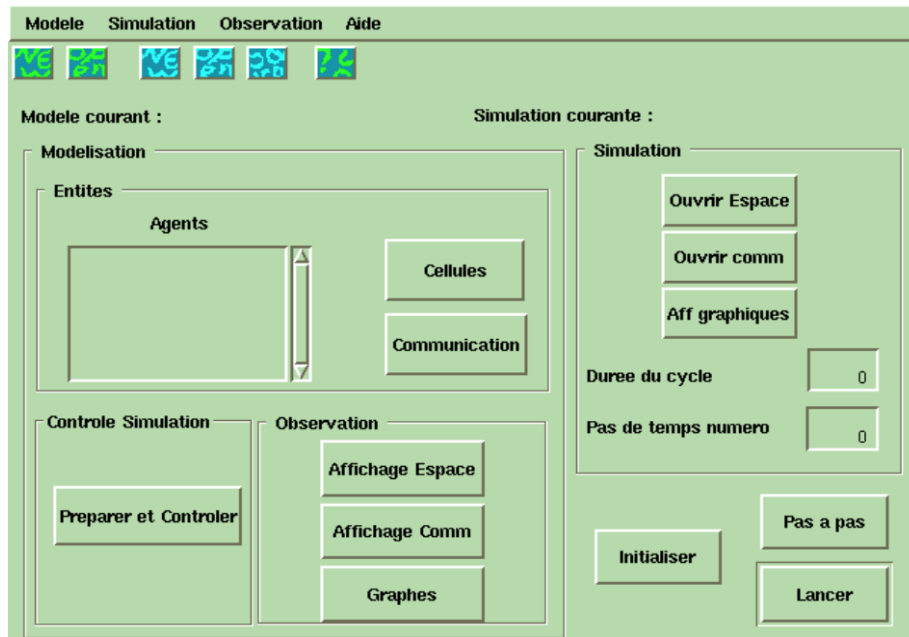 Modele Simulation Observation Aide
Modele courant :
Simulation courante :
Modelisation
Entites
Agents
Cellules
Communication
Controle Simulation
Preparer et Controler
Observation
Affichage Espace
Affichage Comm
Graphes
Simulation
Ouvrir Espace
Ouvrir comm
Aff graphiques
Duree du cycle 0
Pas de temps numero 0
Initialiser
Pas a pas
Lancer